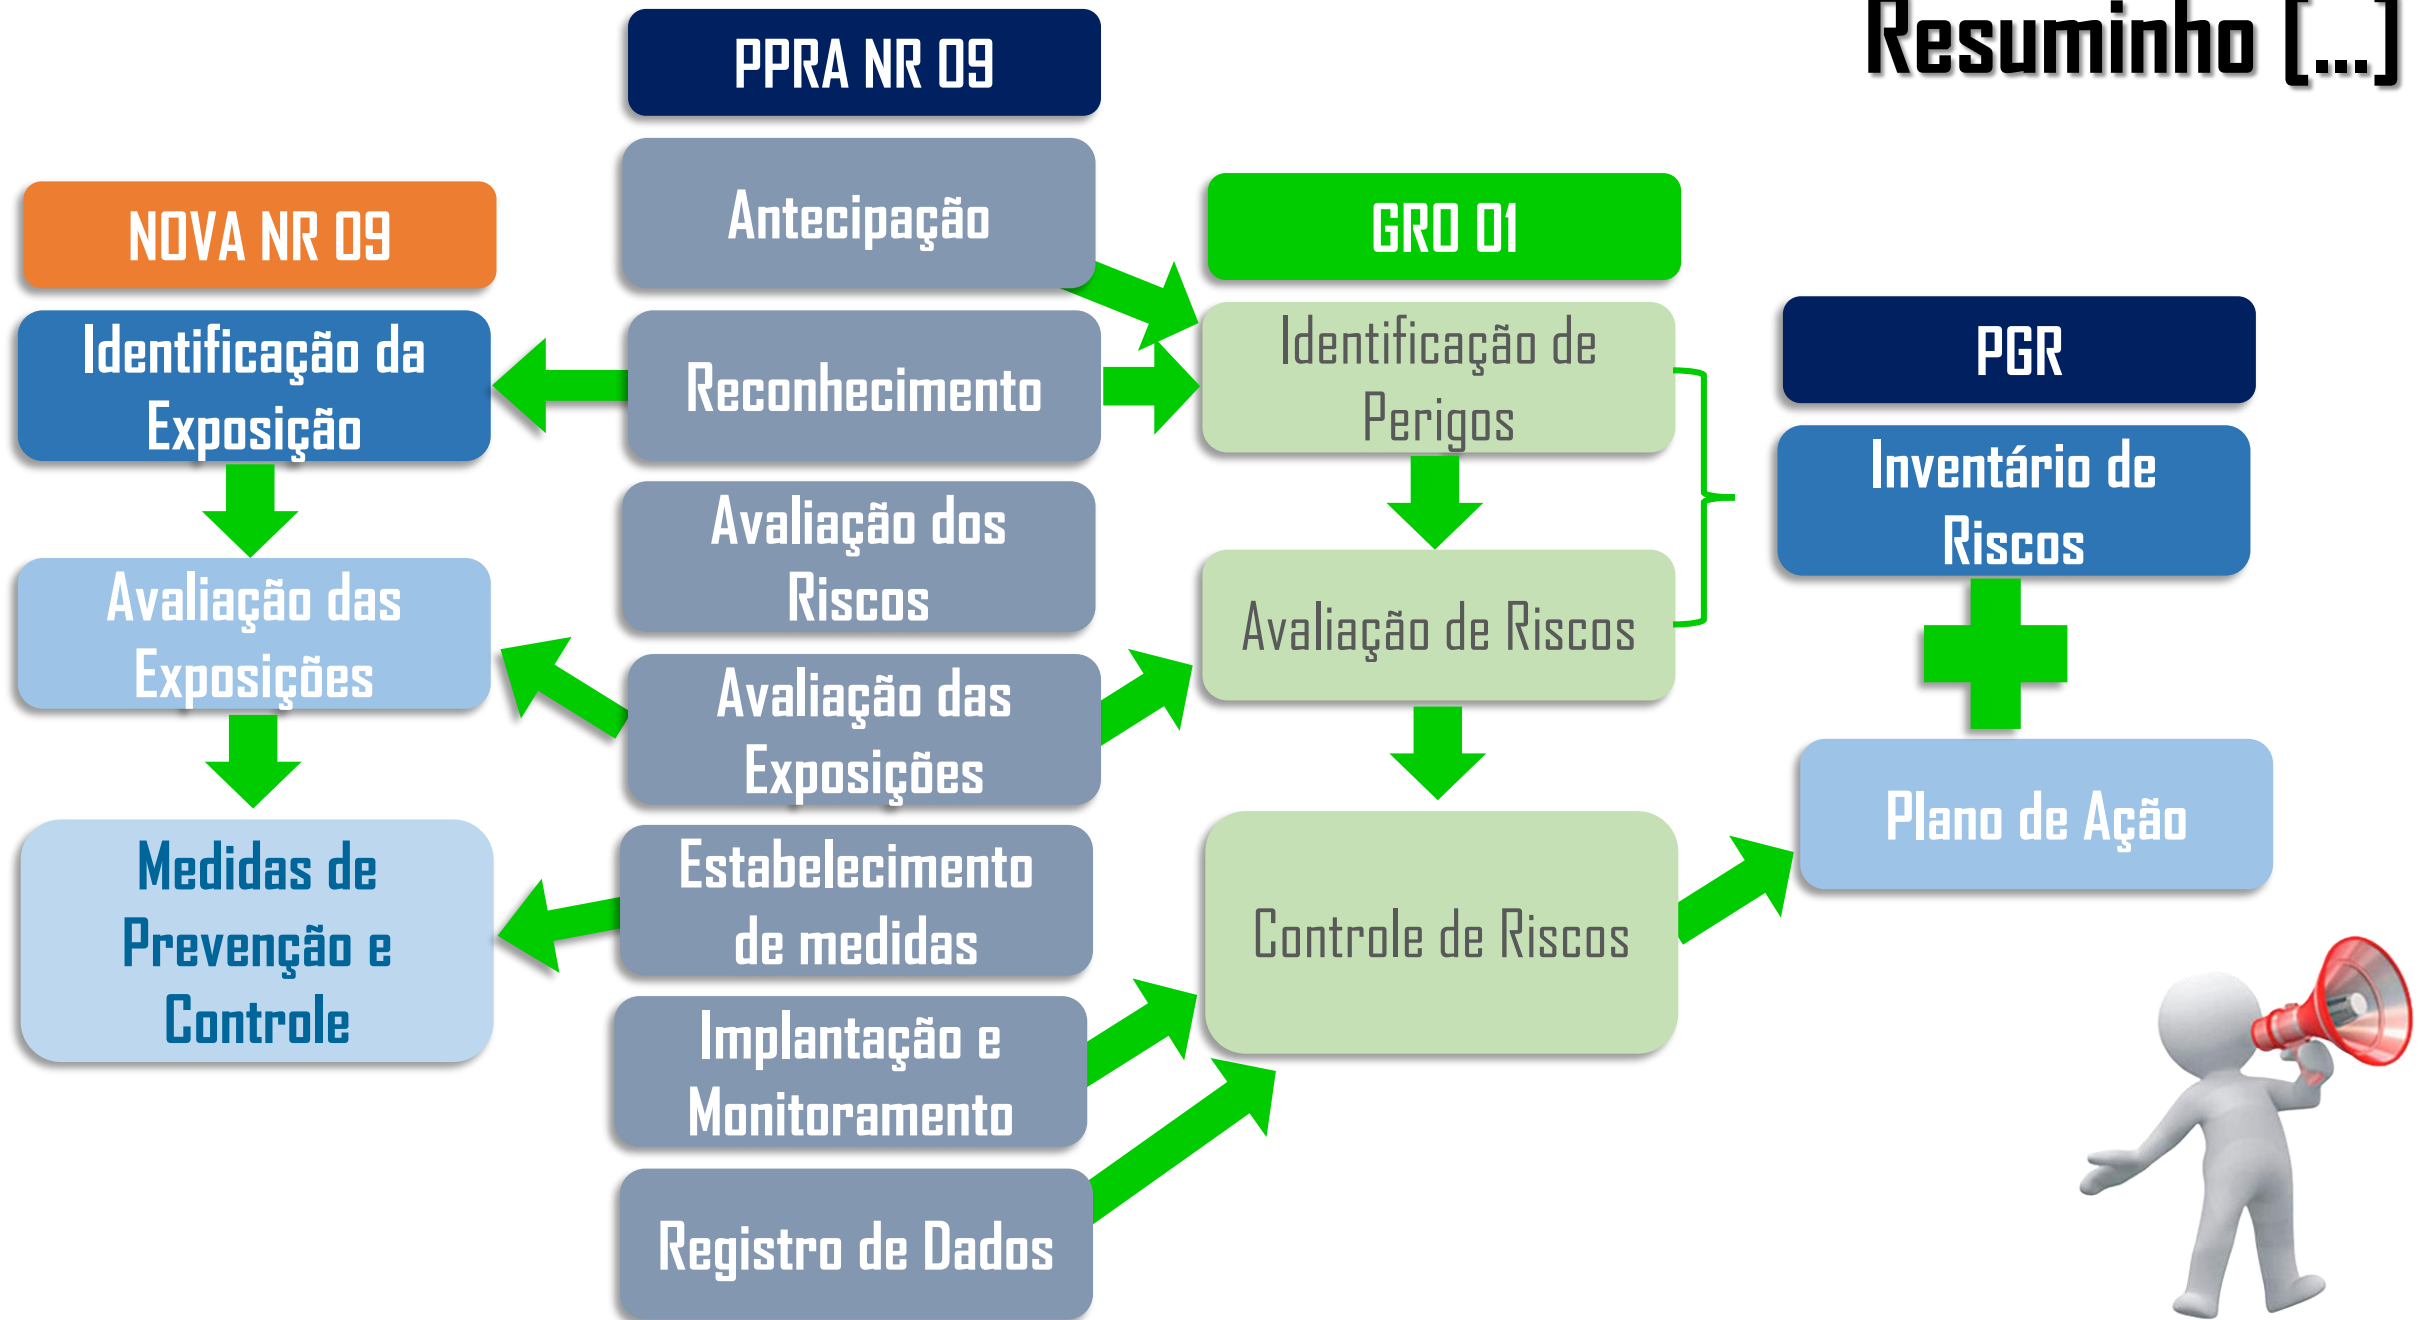 Resuminho [...]
PPRA NR 09
Antecipação
Reconhecimento
Avaliação dos
Riscos
Avaliação das
Exposições
Estabelecimento
de medidas
Implantação e
Monitoramento
Registro de Dados
NOVA NR 09
Identificação da
Exposição
Avaliação das
Exposições
Medidas de
Prevenção e
Controle
GRO 01
Identificação de
Perigos
Avaliação de Riscos
Controle de Riscos
PGR
Inventário de
Riscos
Plano de Ação